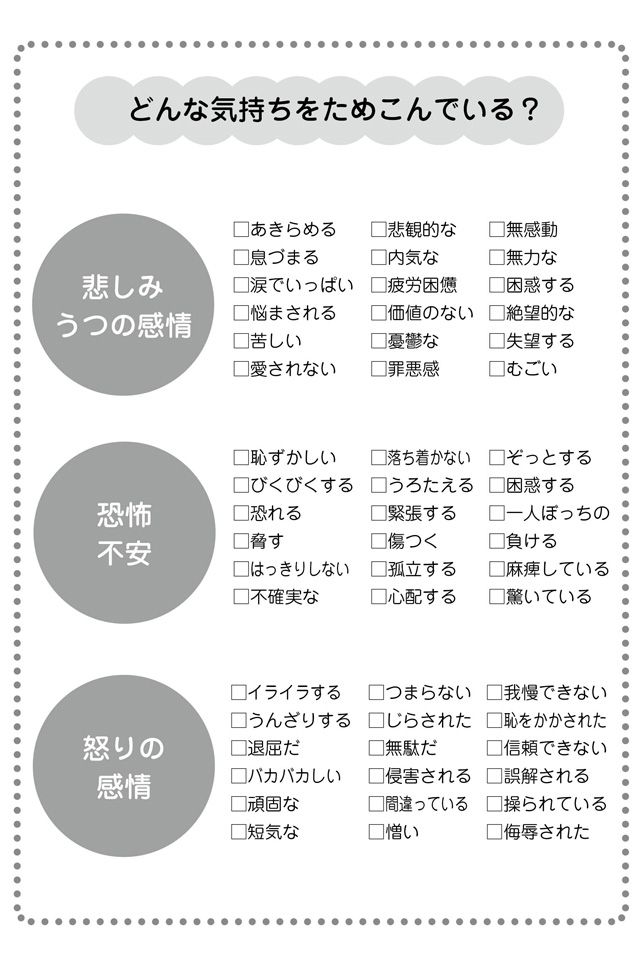 どんな気持ちをためこんでいる？
悲しみ
うつの感情
□あきらめる □悲観的な □無感動
□息づまる □内気な □無力な
□涙でいっぱい □疲労困憊 □困惑する
□悩まされる □価値のない □絶望的な
□苦しい □憂鬱な □失望する
□愛されない □罪悪感 □むごい
恐怖
不安
□恥ずかしい □落ち着かない □ぞっとする
□びくびくする □うろたえる □困惑する
□恐れる □緊張する □一人ぼっちの
□脅す □傷つく □負ける
□はっきりしない □孤立する □麻痺している
□不確実な □心配する □驚いている
怒りの
感情
□イライラする □つまらない □我慢できない
□うんざりする □じらされた □恥をかかされた
□退屈だ □無駄だ □信頼できない
□バカバカしい □侵害される □誤解される
□頑固な □間違っている □操られている
□短気な □憎い □侮辱された